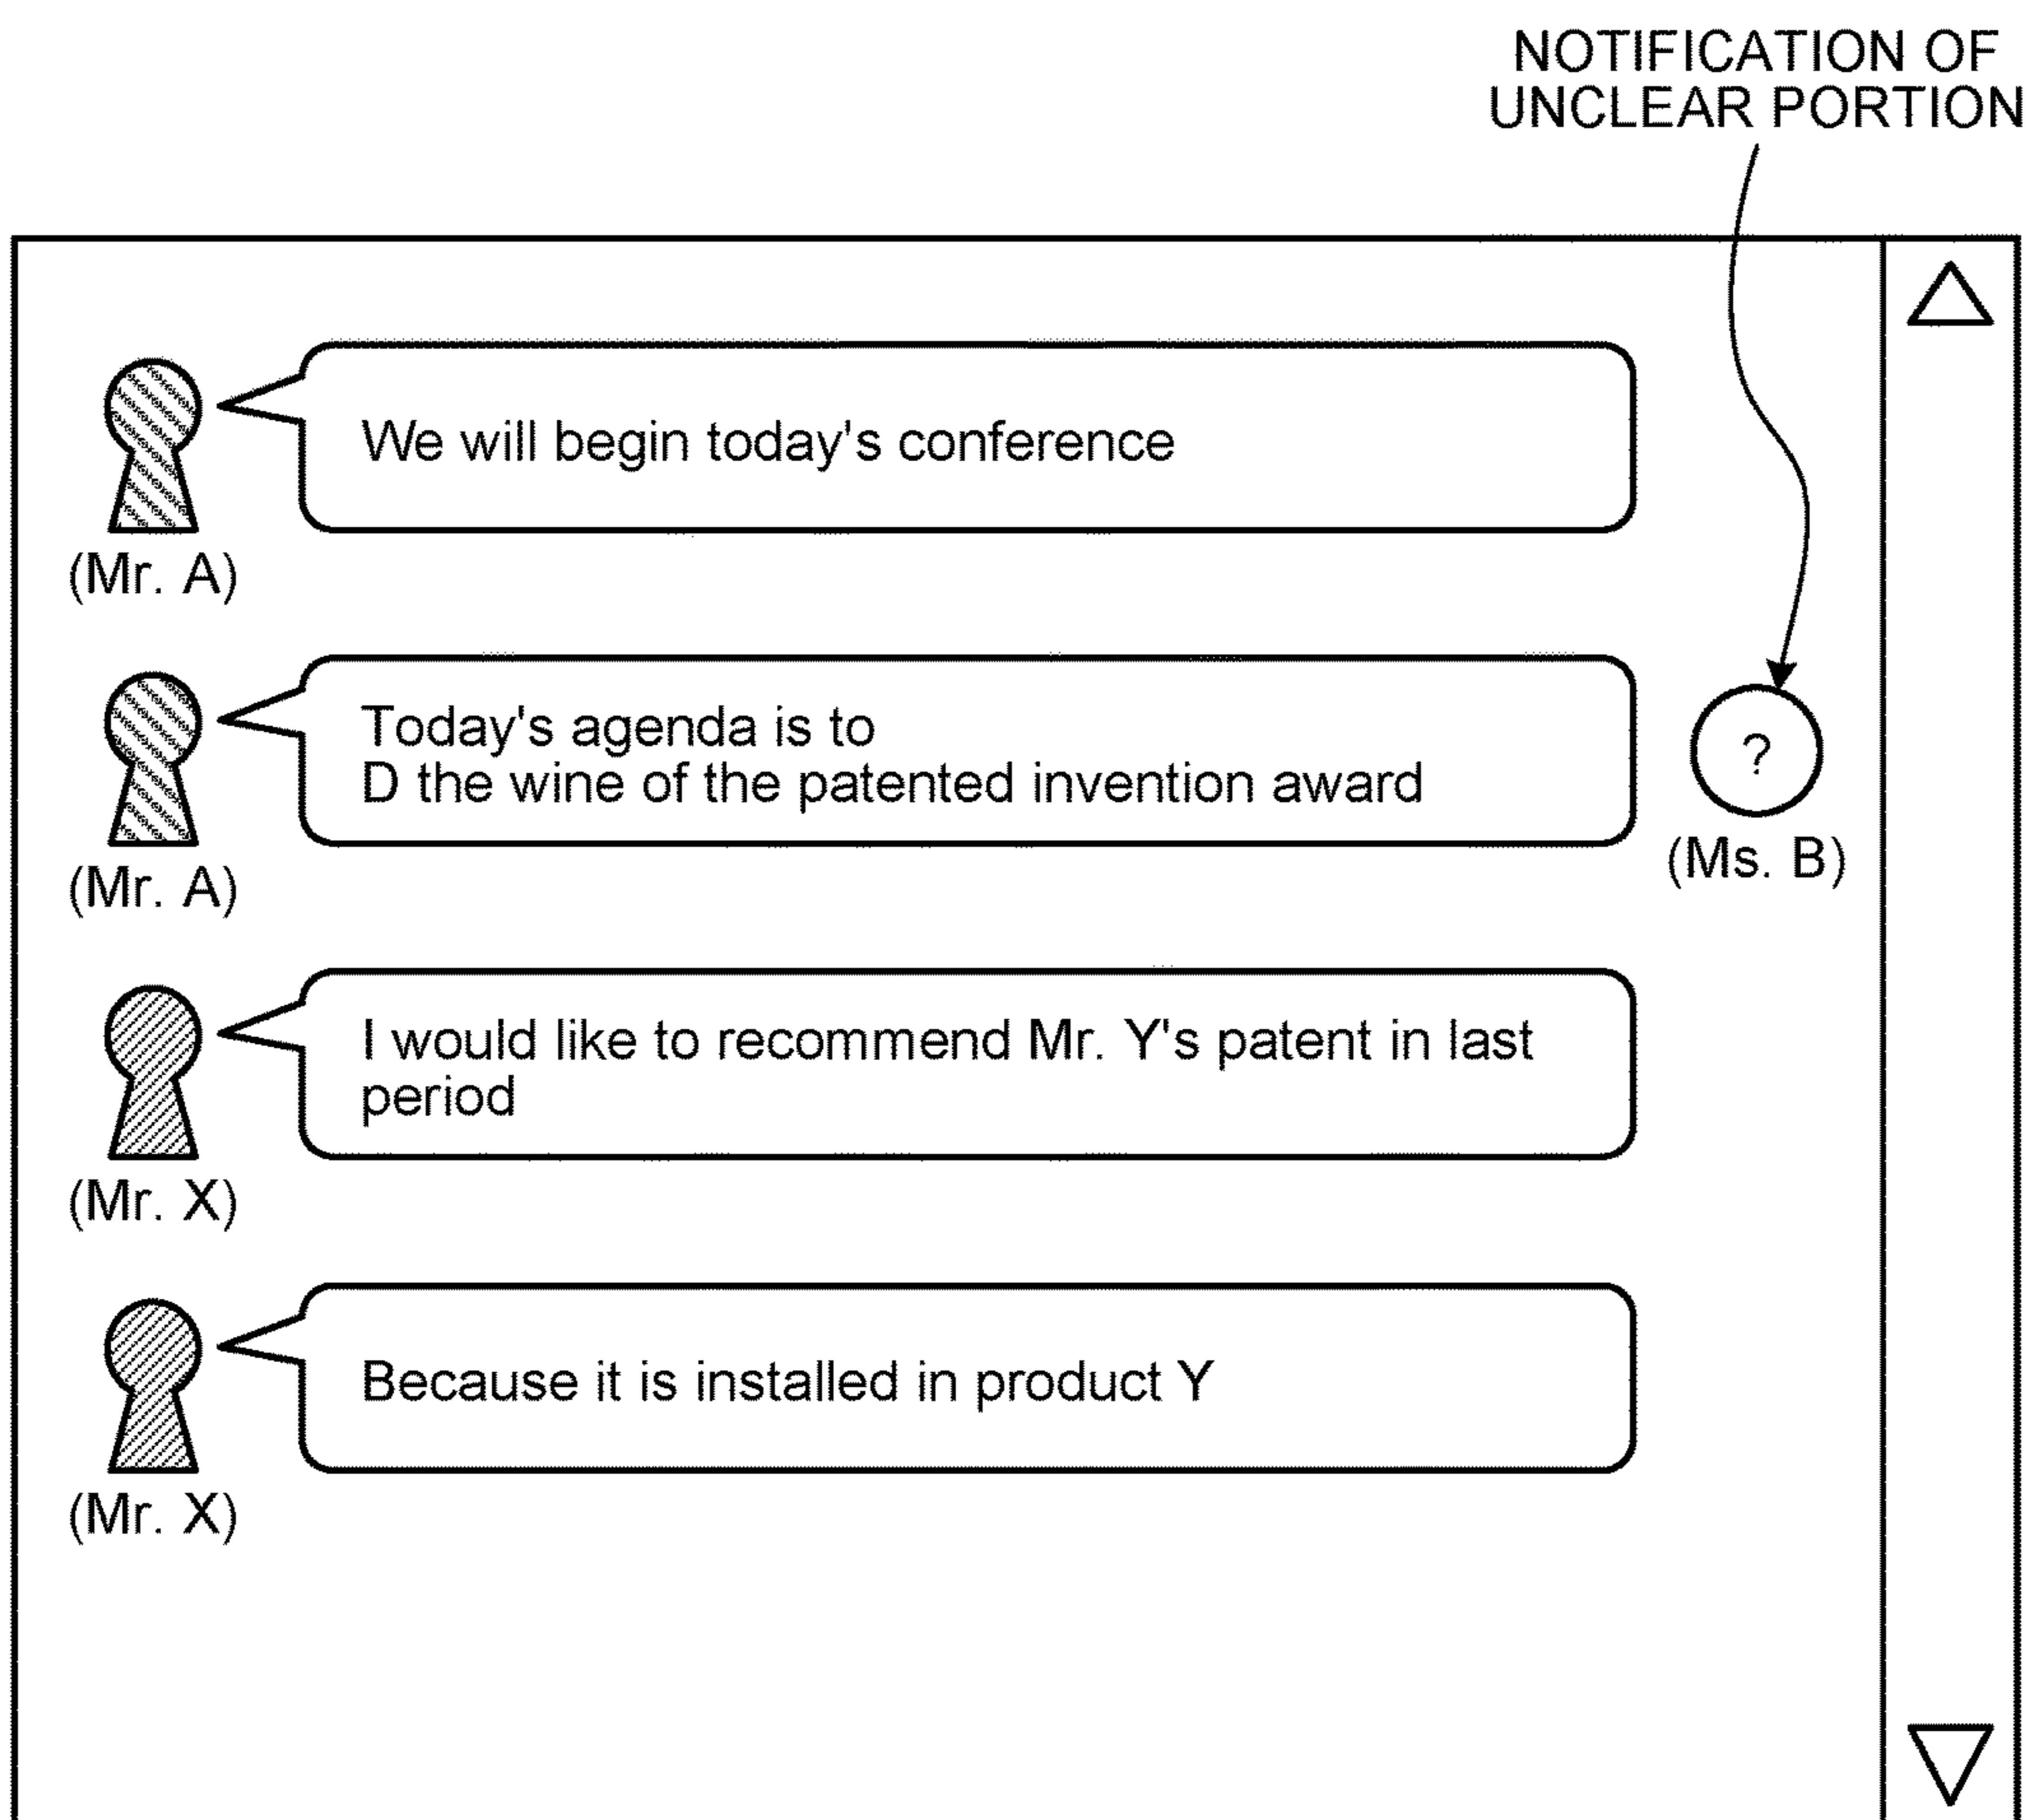 NOTIFICATION OF
UNCLEAR PORTION
We will begin today's conference
(Mr. A)
Today's agenda is to
D the wine of the patented invention award
?
(Mr. A)
(Ms. B)
I would like to recommend Mr. Y's patent in last
period
(Mr. X)
Because it is installed in product Y
(Mr. X)